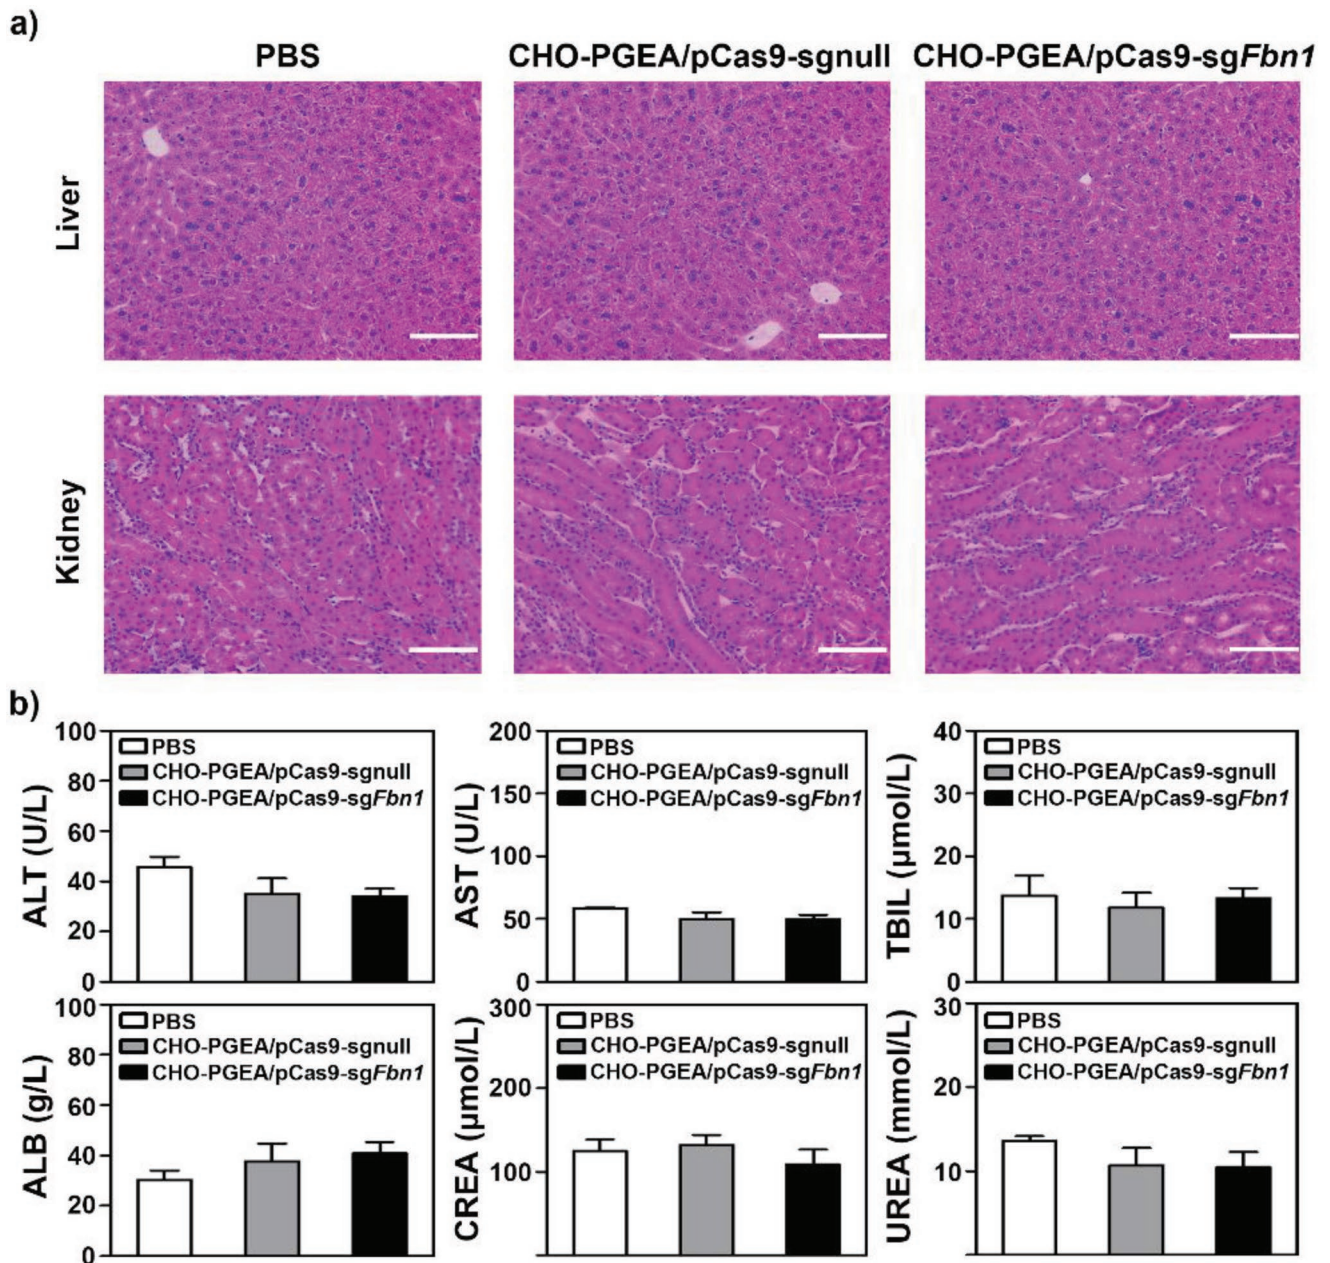 a)
PBS
CHO-PGEA/pCas9-sgnull
CHO-PGEA/pCas9-sgFbn1
Liver
Kidney
b)
ALT (U/L)
100
80
60
40
20
0
PBS
CHO-PGEA/pCas9-sgnull
CHO-PGEA/pCas9-sgFbn1
AST (U/L)
200
150
100
50
0
PBS
CHO-PGEA/pCas9-sgnull
CHO-PGEA/pCas9-sgFbn1
TBIL (μmol/L)
40
30
20
10
0
PBS
CHO-PGEA/pCas9-sgnull
CHO-PGEA/pCas9-sgFbn1
ALB (g/L)
100
80
60
40
20
0
PBS
CHO-PGEA/pCas9-sgnull
CHO-PGEA/pCas9-sgFbn1
CREA (μmol/L)
300
200
100
PBS
CHO-PGEA/pCas9-sgnull
CHO-PGEA/pCas9-sgFbn1
UREA (mmol/L)
30
20
10
PBS
CHO-PGEA/pCas9-sgnull
CHO-PGEA/pCas9-sgFbn1